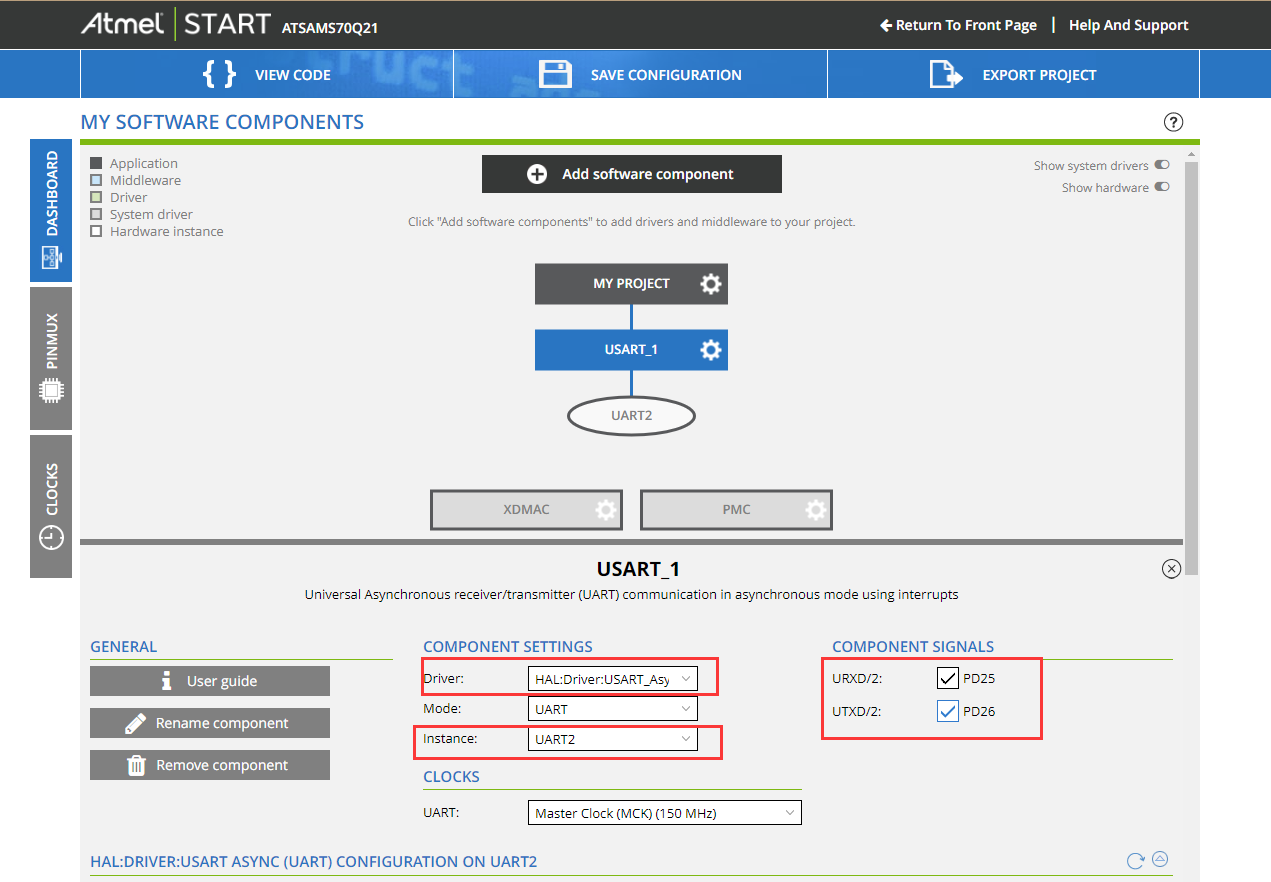 Atmel START ATSAMS70Q21
Return To Front Page | Help And Support
{ } VIEW CODE
SAVE CONFIGURATION
EXPORT PROJECT
MY SOFTWARE COMPONENTS
?
DASHBOARD
PINMUX
CLOCKS
Application
Middleware
Driver
System driver
Hardware instance
Add software component
Show system drivers
Show hardware
Click "Add software components" to add drivers and middleware to your project.
MY PROJECT
USART_1
UART2
XDMAC
PMC
USART_1
Universal Asynchronous receiver/transmitter (UART) communication in asynchronous mode using interrupts
GENERAL
User guide
Rename component
Remove component
COMPONENT SETTINGS
Driver: HAL:Driver:USART_Asy
Mode: UART
Instance: UART2
CLOCKS
UART: Master Clock (MCK) (150 MHz)
COMPONENT SIGNALS
URXD/2: PD25
UTXD/2: PD26
HAL:DRIVER:USART ASYNC (UART) CONFIGURATION ON UART2